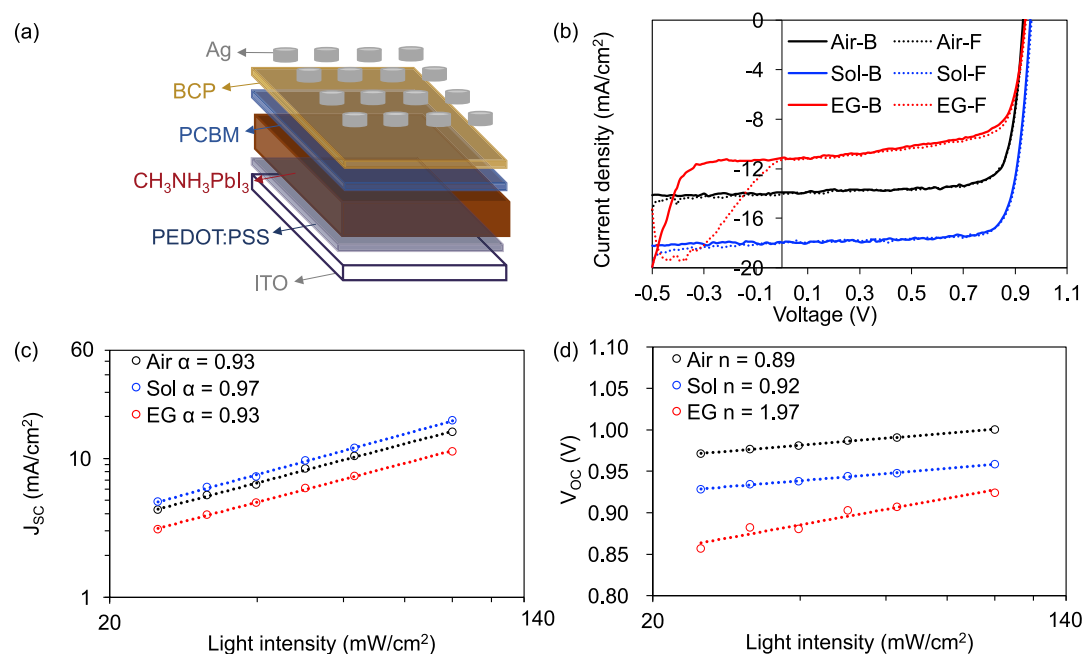 (a)
Ag
BCP
PCBM
CH₃NH₃PbI₃
PEDOT:PSS
ITO
(b)
Air-B Air-F
Sol-B Sol-F
EG-B EG-F
0
-4
-8
-12
-16
-20
Current density (mA/cm²)
-0.5 -0.3 -0.1 0.1 0.3 0.5 0.7 0.9 1.1
Voltage (V)
(c)
Air α = 0.93
Sol α = 0.97
EG α = 0.93
60
10
1
J_SC (mA/cm²)
20 140
Light intensity (mW/cm²)
(d)
Air n = 0.89
Sol n = 0.92
EG n = 1.97
1.10
1.05
1.00
0.95
0.90
0.85
0.80
V_OC (V)
20 140
Light intensity (mW/cm²)